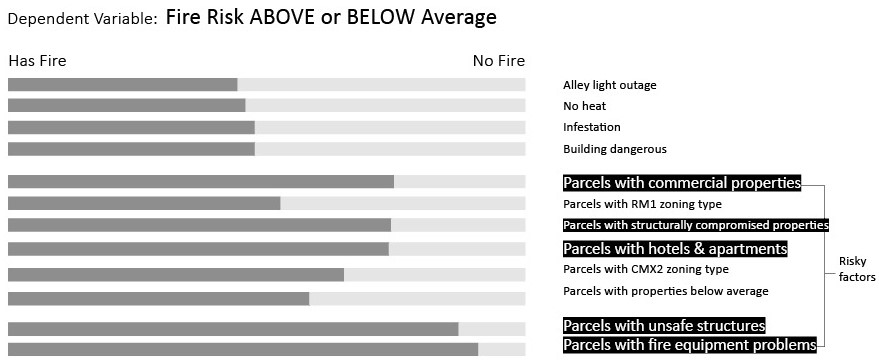 Dependent Variable: Fire Risk ABOVE or BELOW Average
Has Fire
No Fire
Alley light outage
No heat
Infestation
Building dangerous
Parcels with commercial properties
Parcels with RM1 zoning type
Parcels with structurally compromised properties
Parcels with hotels & apartments
Parcels with CMX2 zoning type
Parcels with properties below average
Parcels with unsafe structures
Parcels with fire equipment problems
Risky
factors